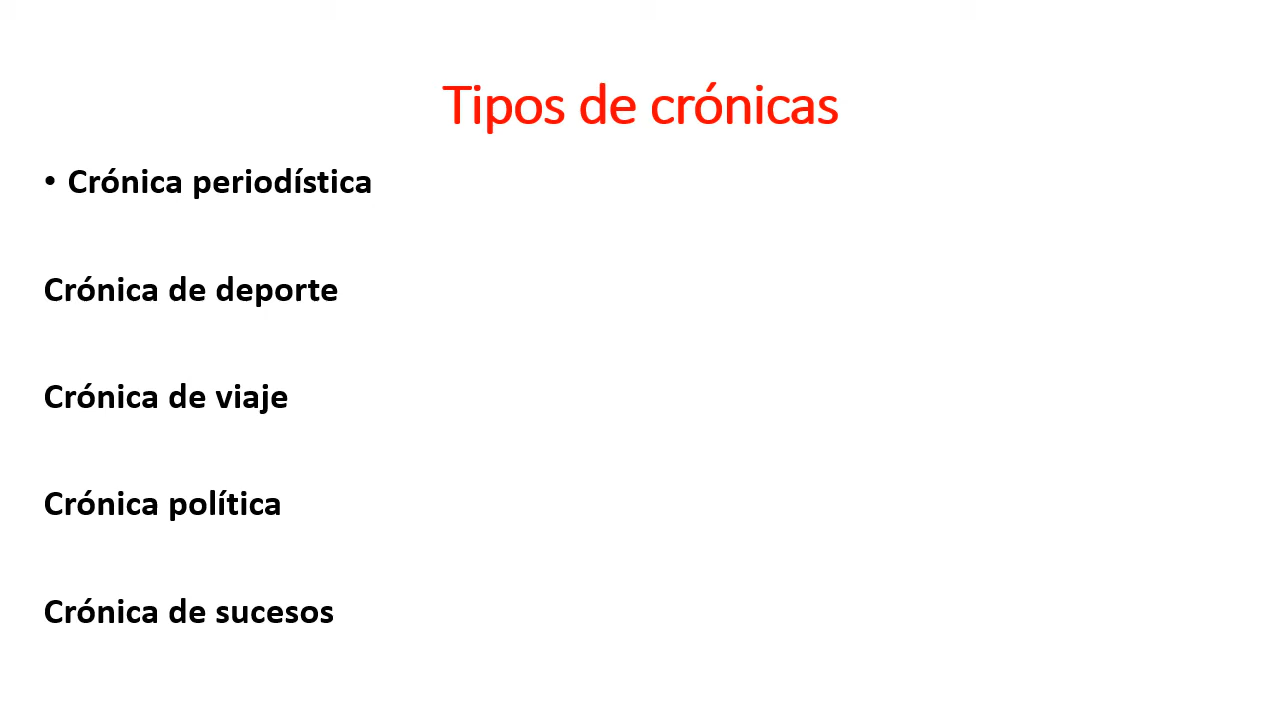 Tipos de crónicas
• Crónica periodística
Crónica de deporte
Crónica de viaje
Crónica política
Crónica de sucesos